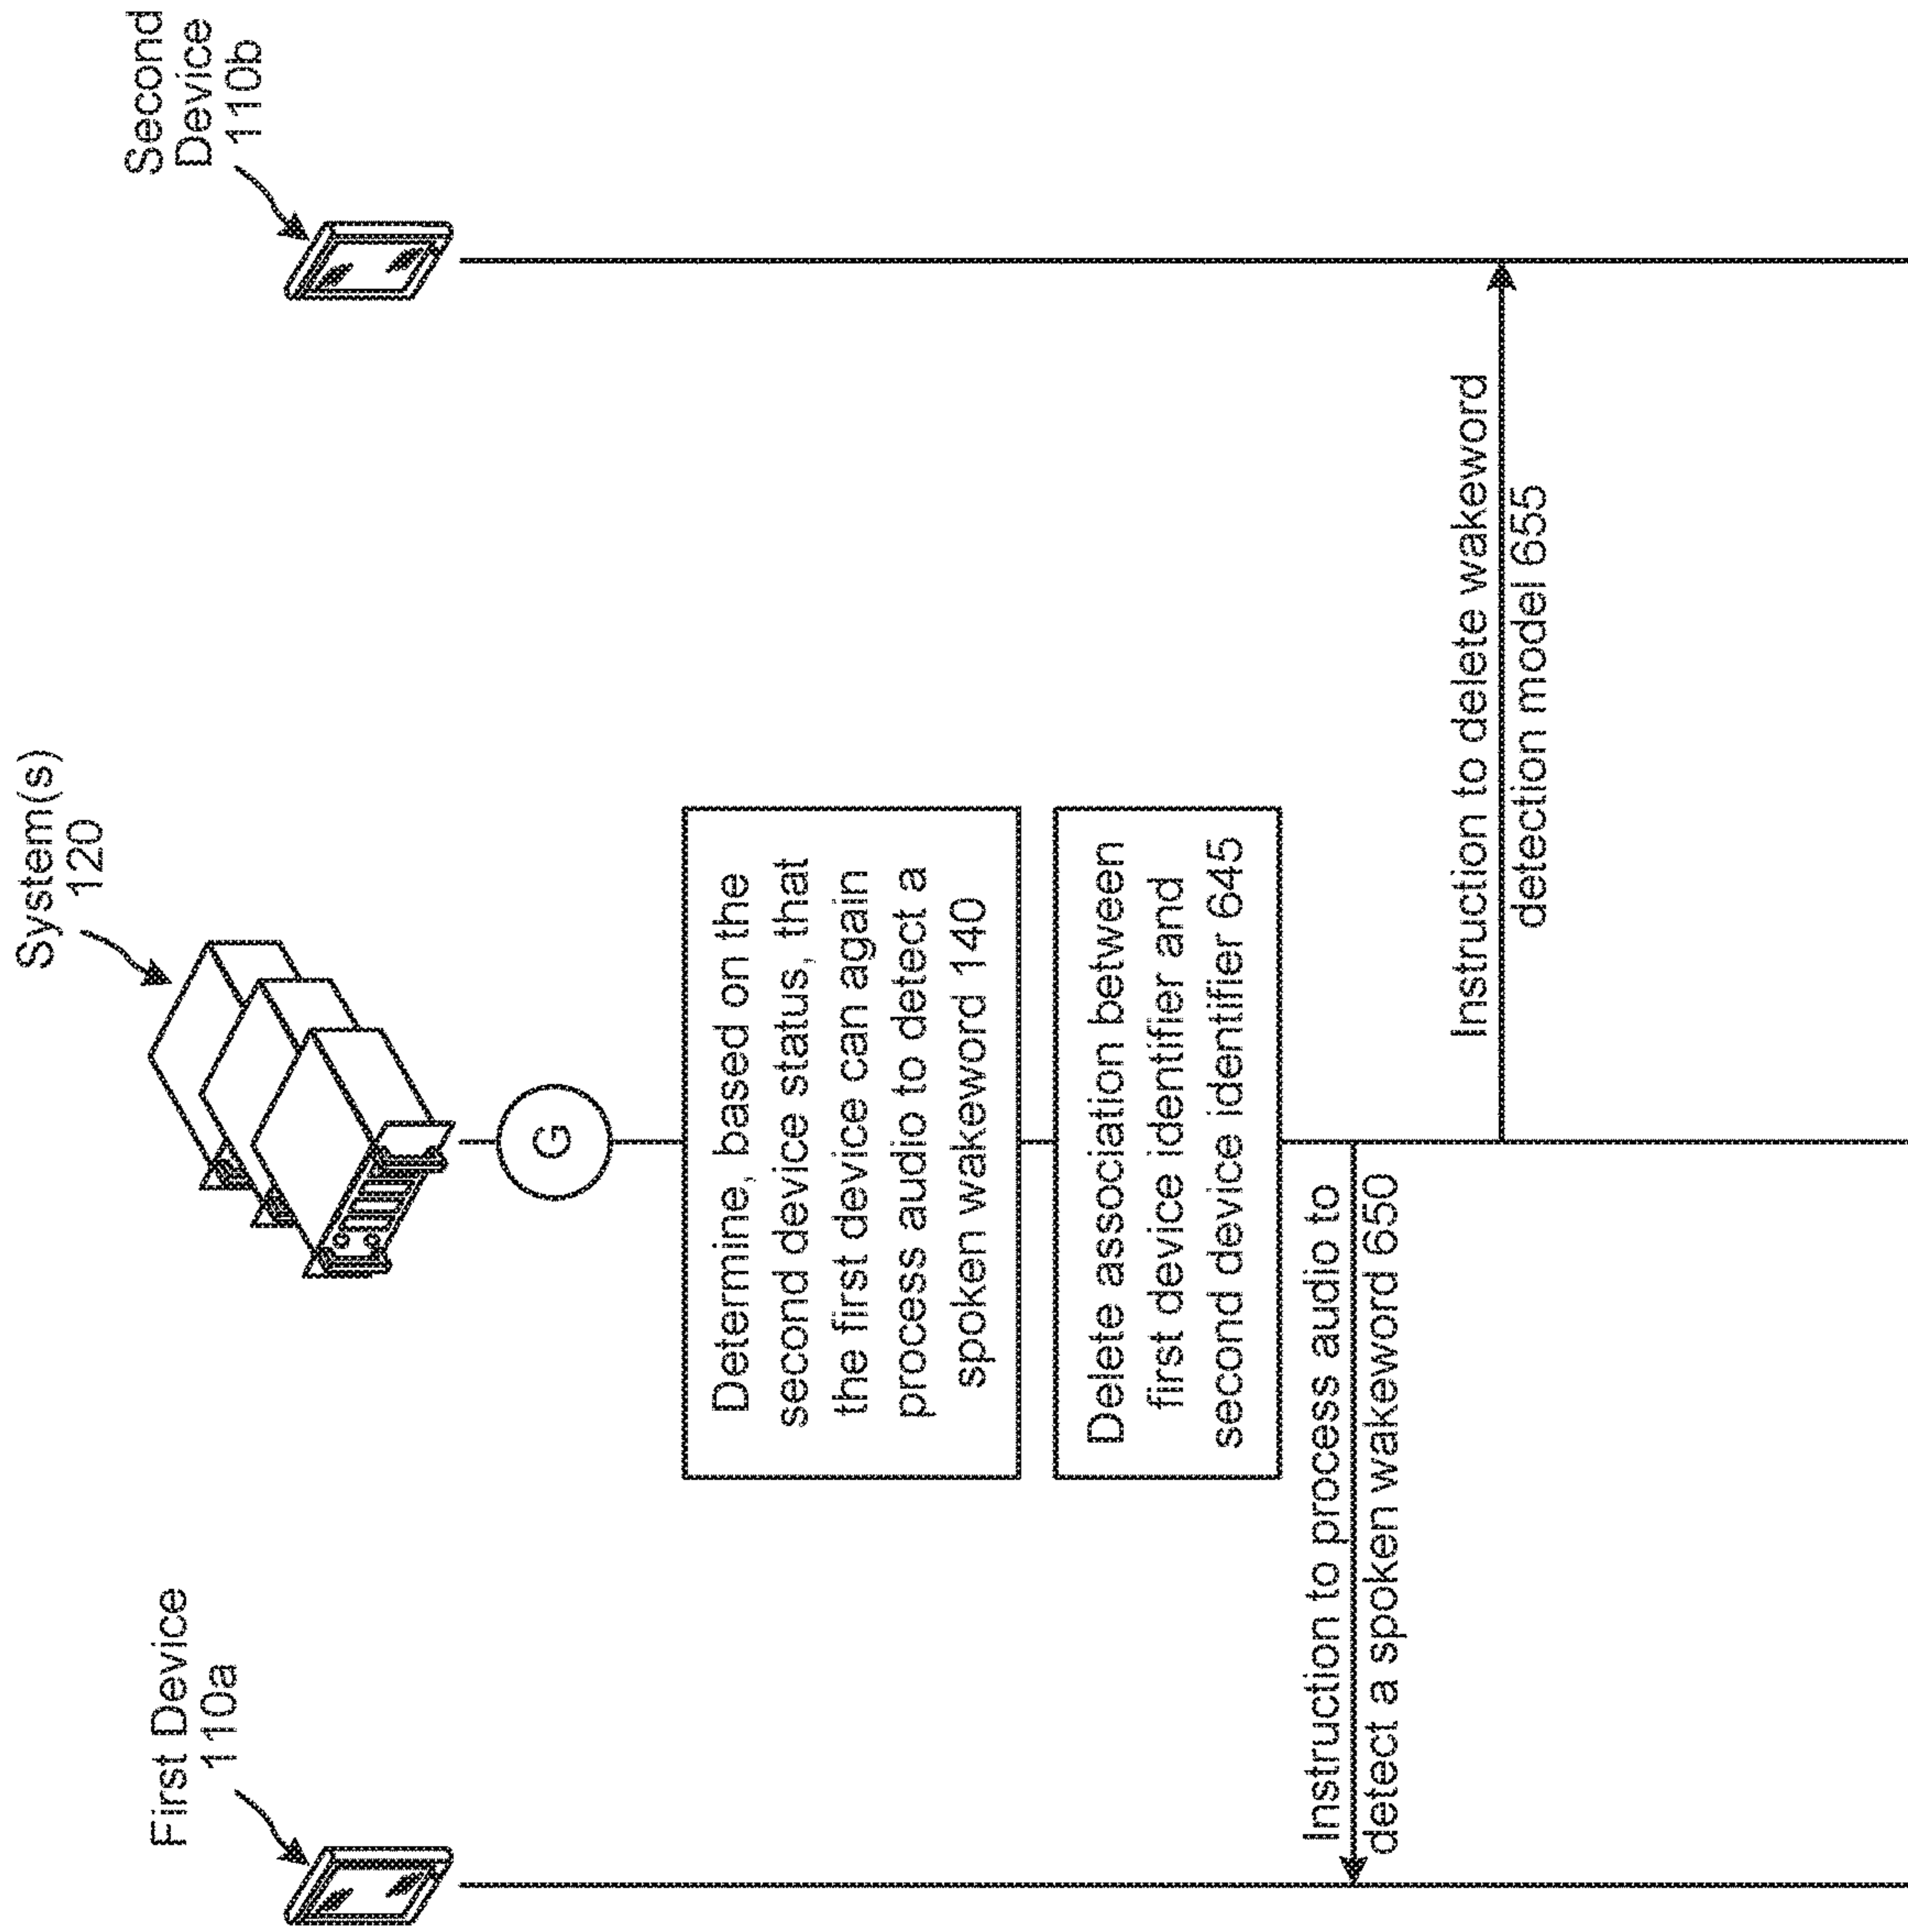 First Device
110a
System(s)
120
Second
Device
110b
G
Determine, based on the
second device status, that
the first device can again
process audio to detect a
spoken wakeword 140
Delete association between
first device identifier and
second device identifier 645
Instruction to process audio to
detect a spoken wakeword 650
Instruction to delete wakeword
detection model 655